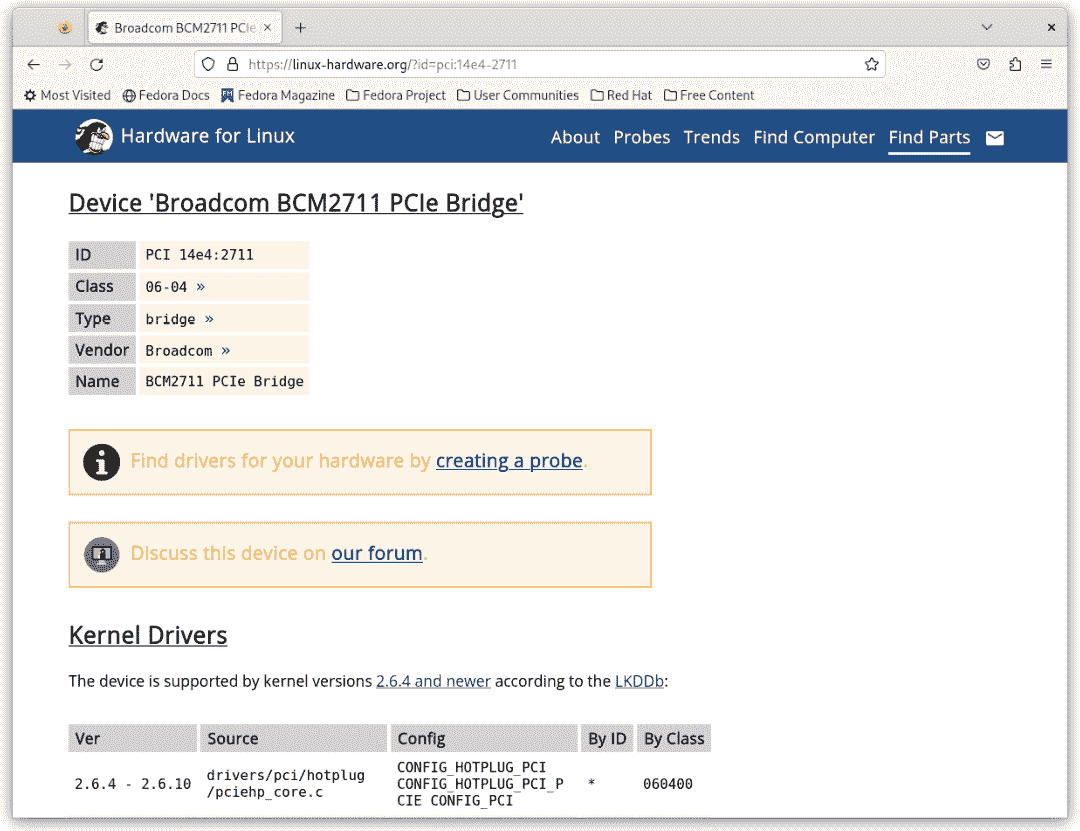 Broadcom BCM2711 PCIe
https://linux-hardware.org/?id=pci:14e4-2711
Most Visited Fedora Docs Fedora Magazine Fedora Project User Communities Red Hat Free Content
Hardware for Linux About Probes Trends Find Computer Find Parts
Device 'Broadcom BCM2711 PCIe Bridge'
ID PCI 14e4:2711
Class 06-04 »
Type bridge »
Vendor Broadcom »
Name BCM2711 PCIe Bridge
Find drivers for your hardware by creating a probe.
Discuss this device on our forum.
Kernel Drivers
The device is supported by kernel versions 2.6.4 and newer according to the LKDDb:
Ver Source Config By ID By Class
2.6.4 - 2.6.10 drivers/pci/hotplug
/pciehp_core.c
CONFIG_HOTPLUG_PCI
CONFIG_HOTPLUG_PCI_P
CIE CONFIG_PCI
* 060400